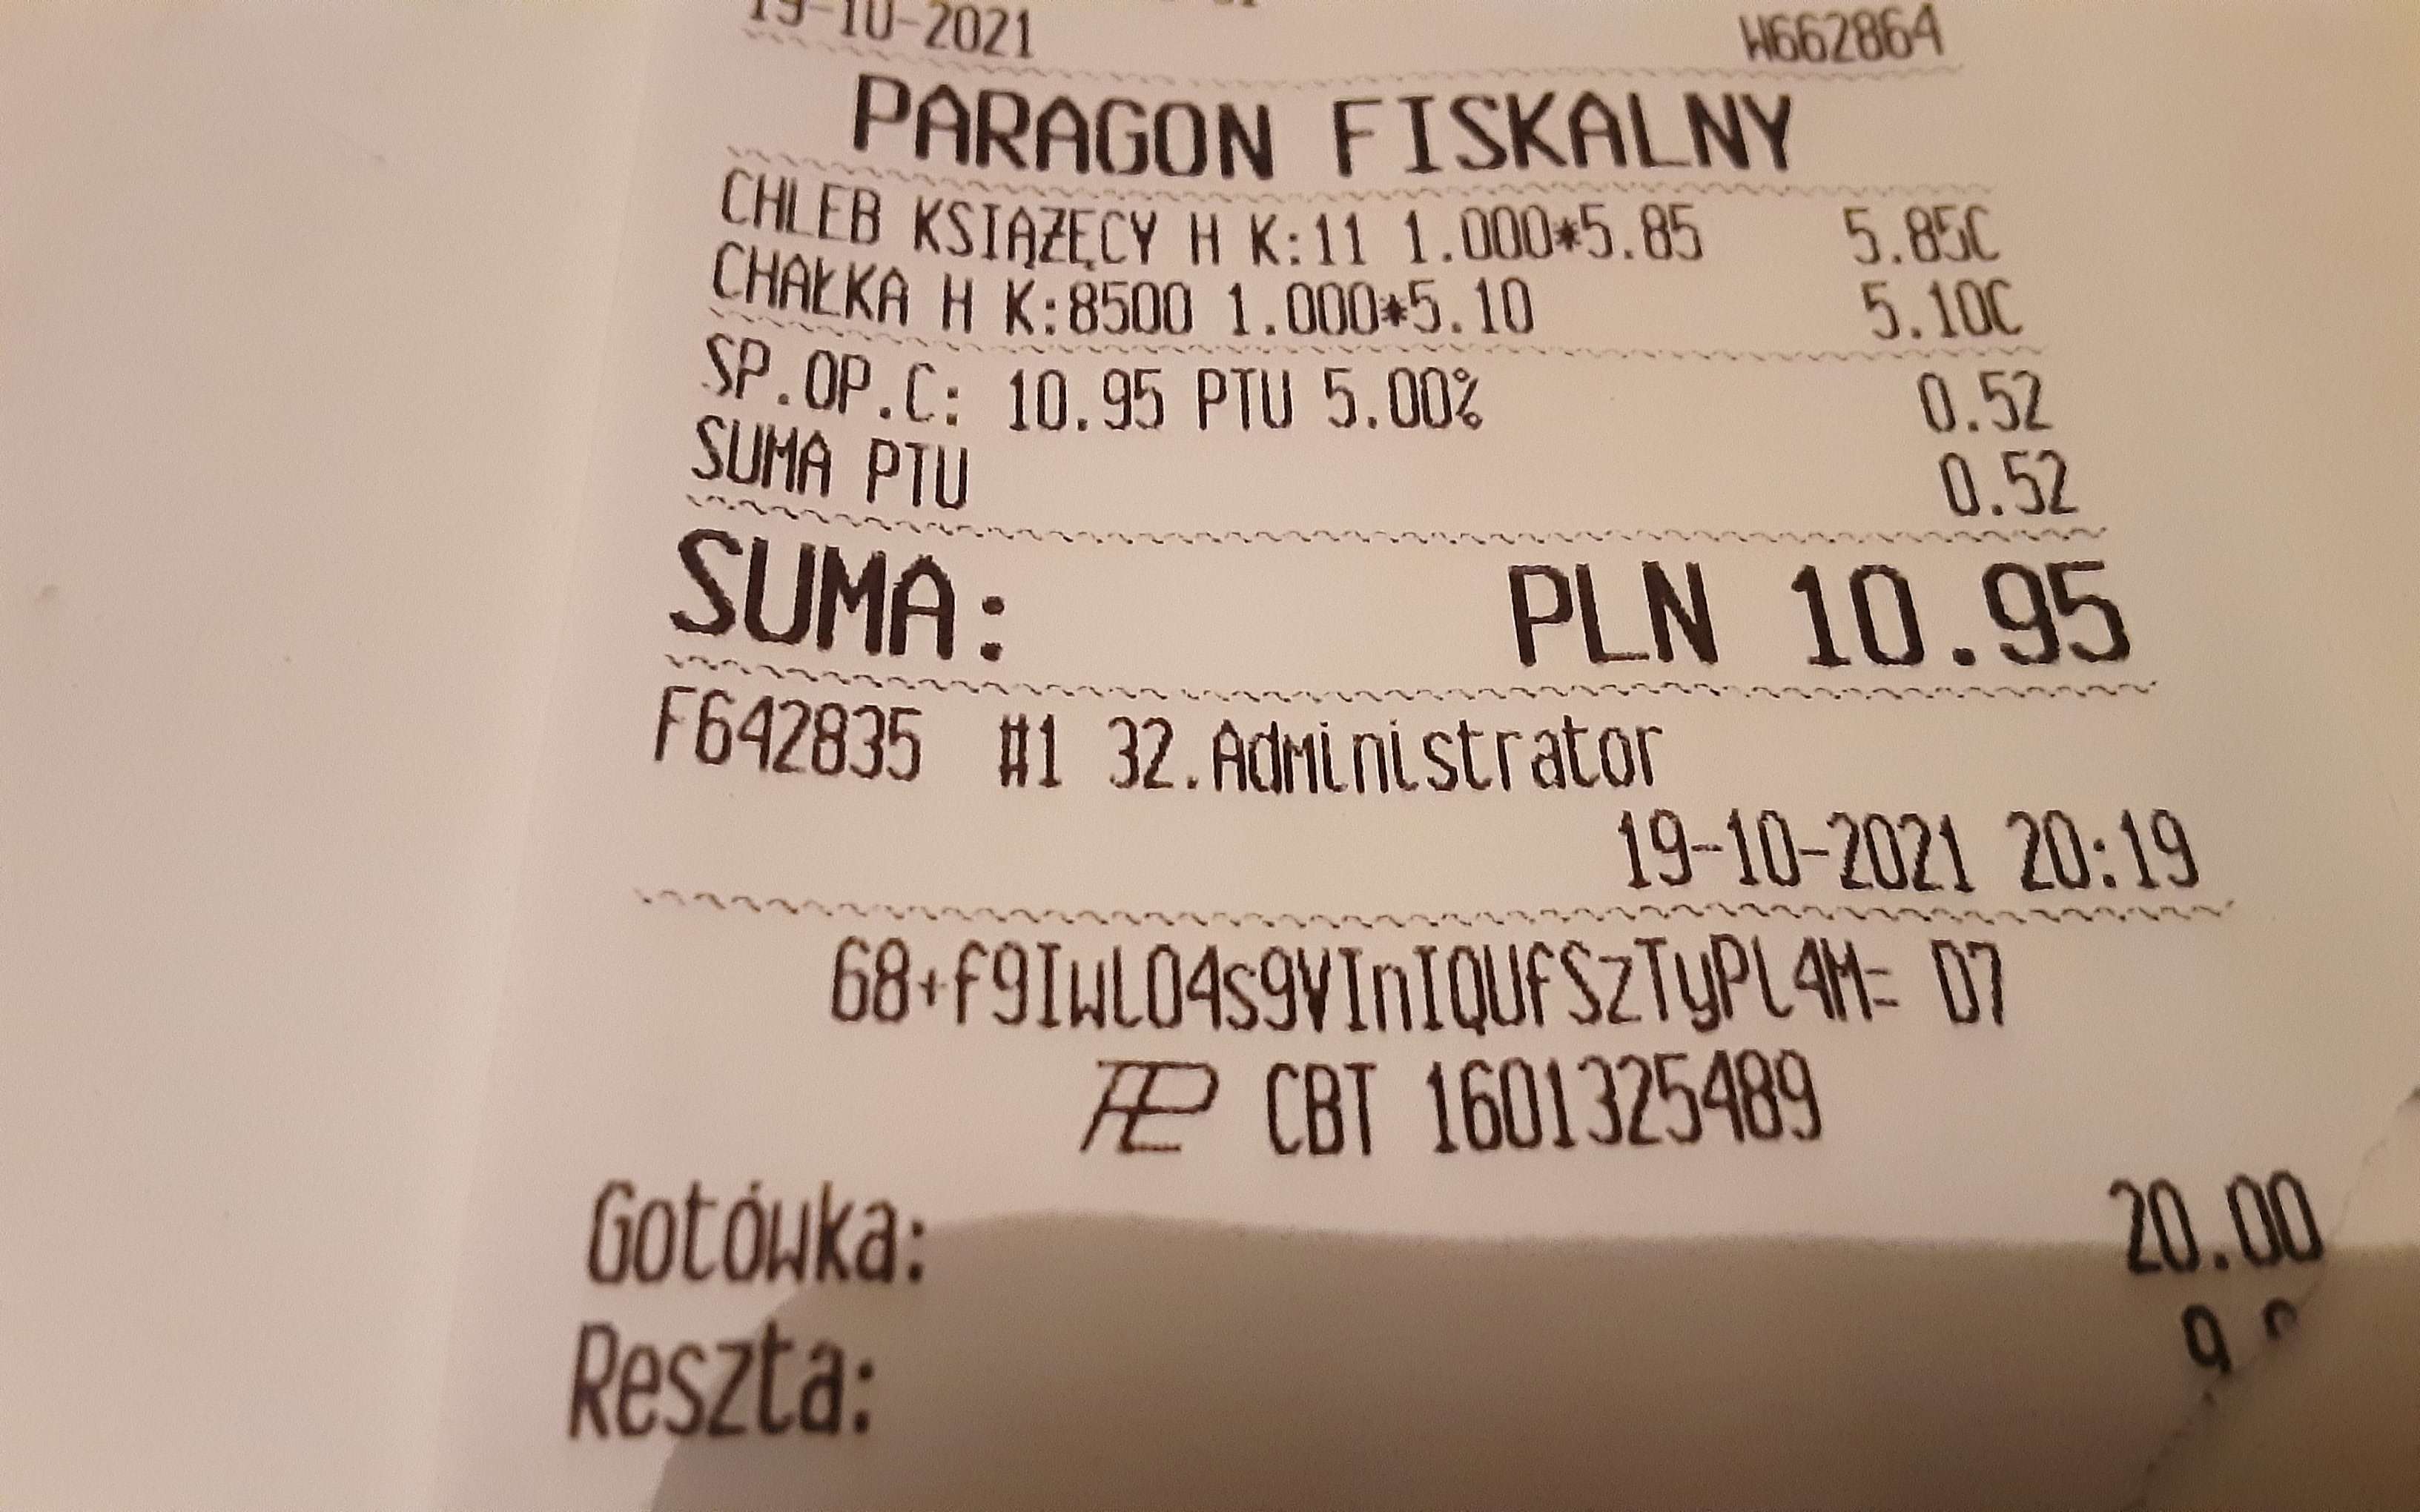 19-10-2021 W662864
PARAGON FISKALNY
CHLEB KSIĄŻĘCY H K:11 1.000*5.85 5.85C
CHAŁKA H K:8500 1.000*5.10 5.10C
SP.OP.C: 10.95 PTU 5.00% 0.52
SUMA PTU 0.52
SUMA: PLN 10.95
F642835 #1 32.Administrator
19-10-2021 20:19
68+f9IwLO4s9VInIQUfSzTyPl4M= D7
CBT 1601325489
Gotówka: 20.00
Reszta: